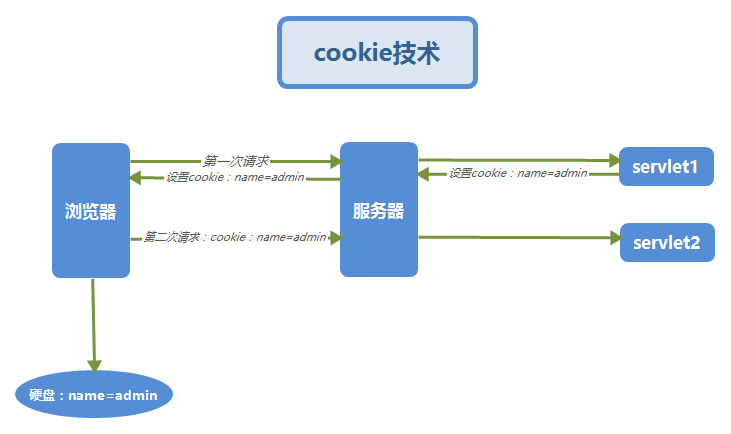 cookie技术
第一次请求
设置cookie：name=admin
设置cookie：name=admin
servlet1
浏览器
服务器
第二次请求：cookie：name=admin
servlet2
硬盘：name=admin